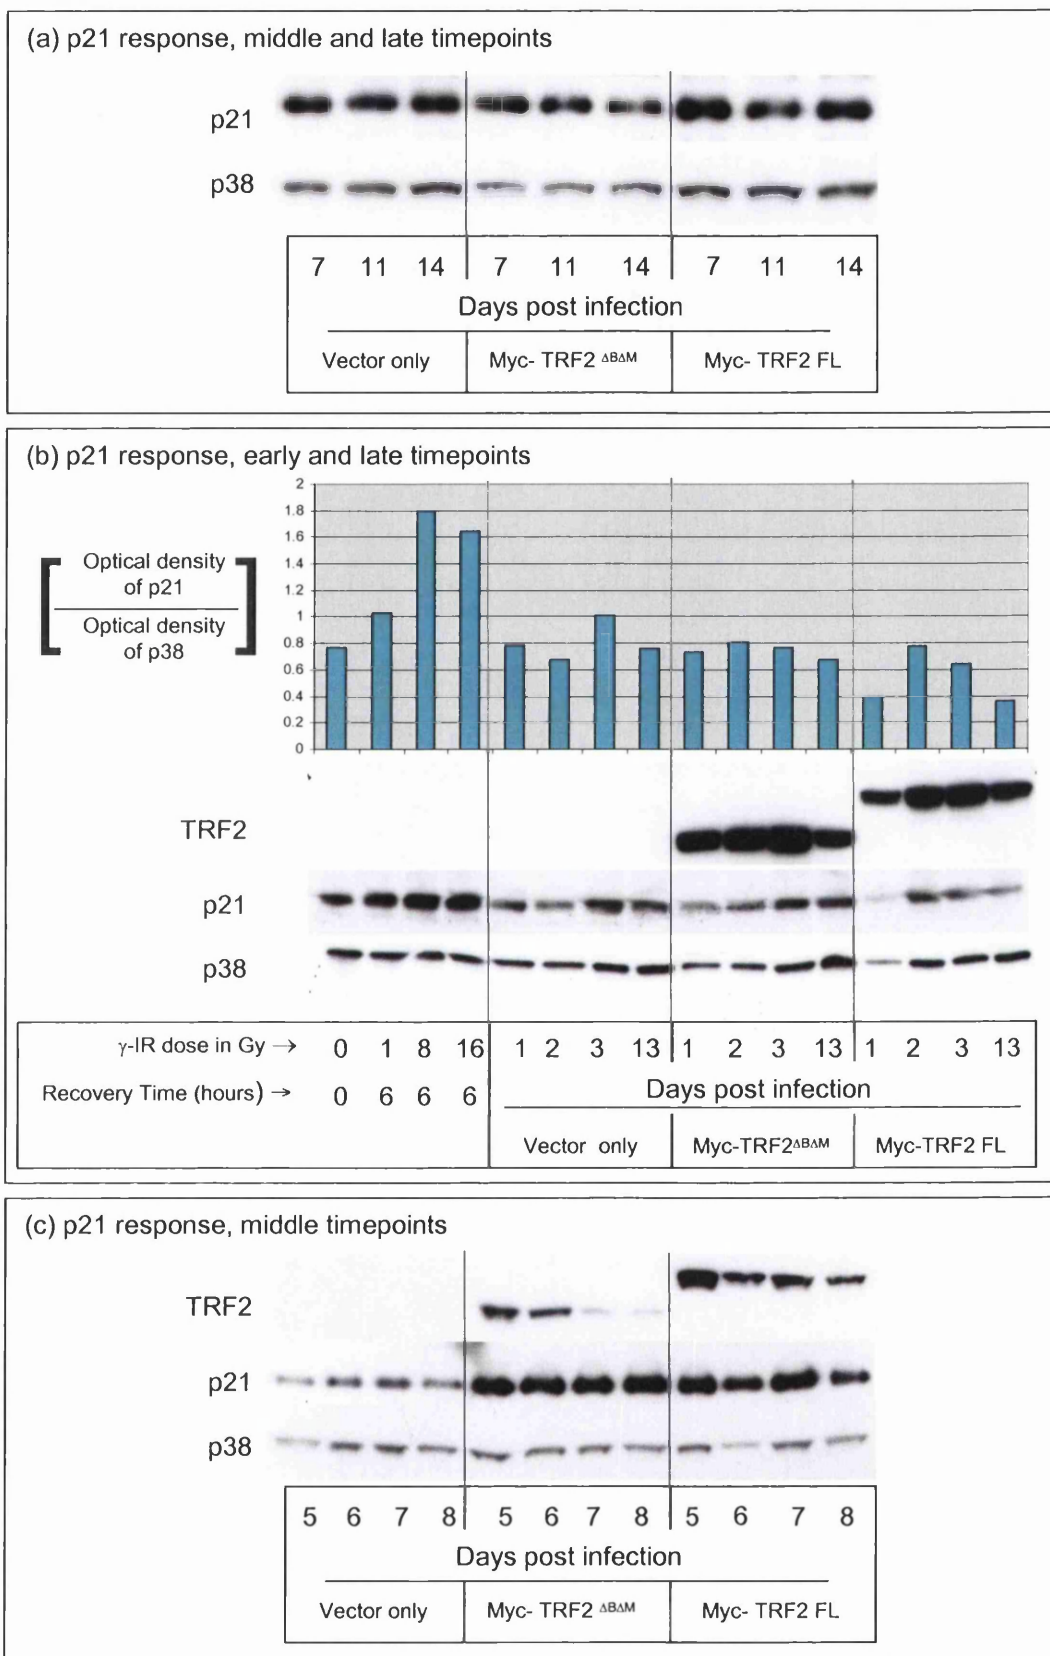 (a) p21 response, middle and late timepoints
p21
p38
7 11 14 7 11 14 7 11 14
Days post infection
Vector only Myc- TRF2 ΔBΔM Myc- TRF2 FL
(b) p21 response, early and late timepoints
2
1.8
1.6
1.4
1.2
1
0.8
0.6
0.4
0.2
0
Optical density
of p21
Optical density
of p38
TRF2
p21
p38
γ-IR dose in Gy → 0 1 8 16 1 2 3 13 1 2 3 13 1 2 3 13
Recovery Time (hours) → 0 6 6 6 Days post infection
Vector only Myc-TRF2ΔBΔM Myc-TRF2 FL
(c) p21 response, middle timepoints
TRF2
p21
p38
5 6 7 8 5 6 7 8 5 6 7 8
Days post infection
Vector only Myc- TRF2 ΔBΔM Myc- TRF2 FL